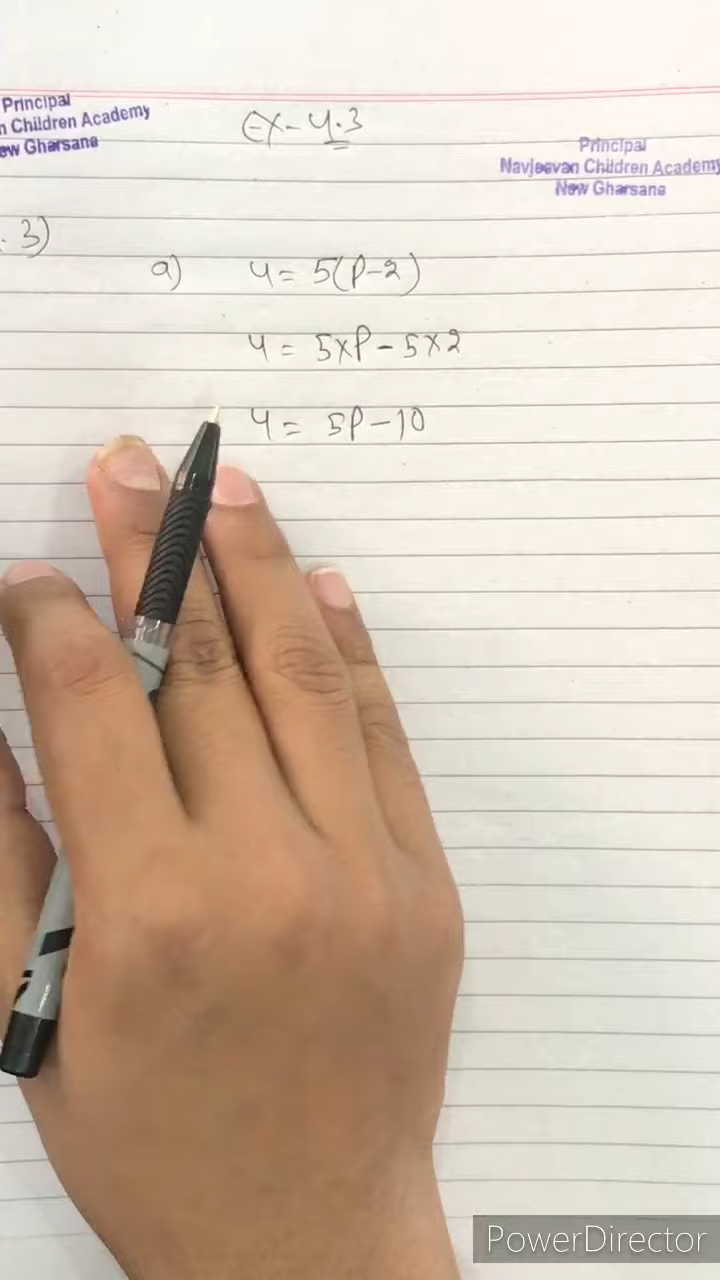 Principal
n Children Academy
ew Gharsana
Ex - 4.3
Principal
Navjeevan Children Academy
New Gharsana
. 3)
a) 4 = 5(P-2)
4 = 5xP - 5x2
4 = 5P - 10
PowerDirector